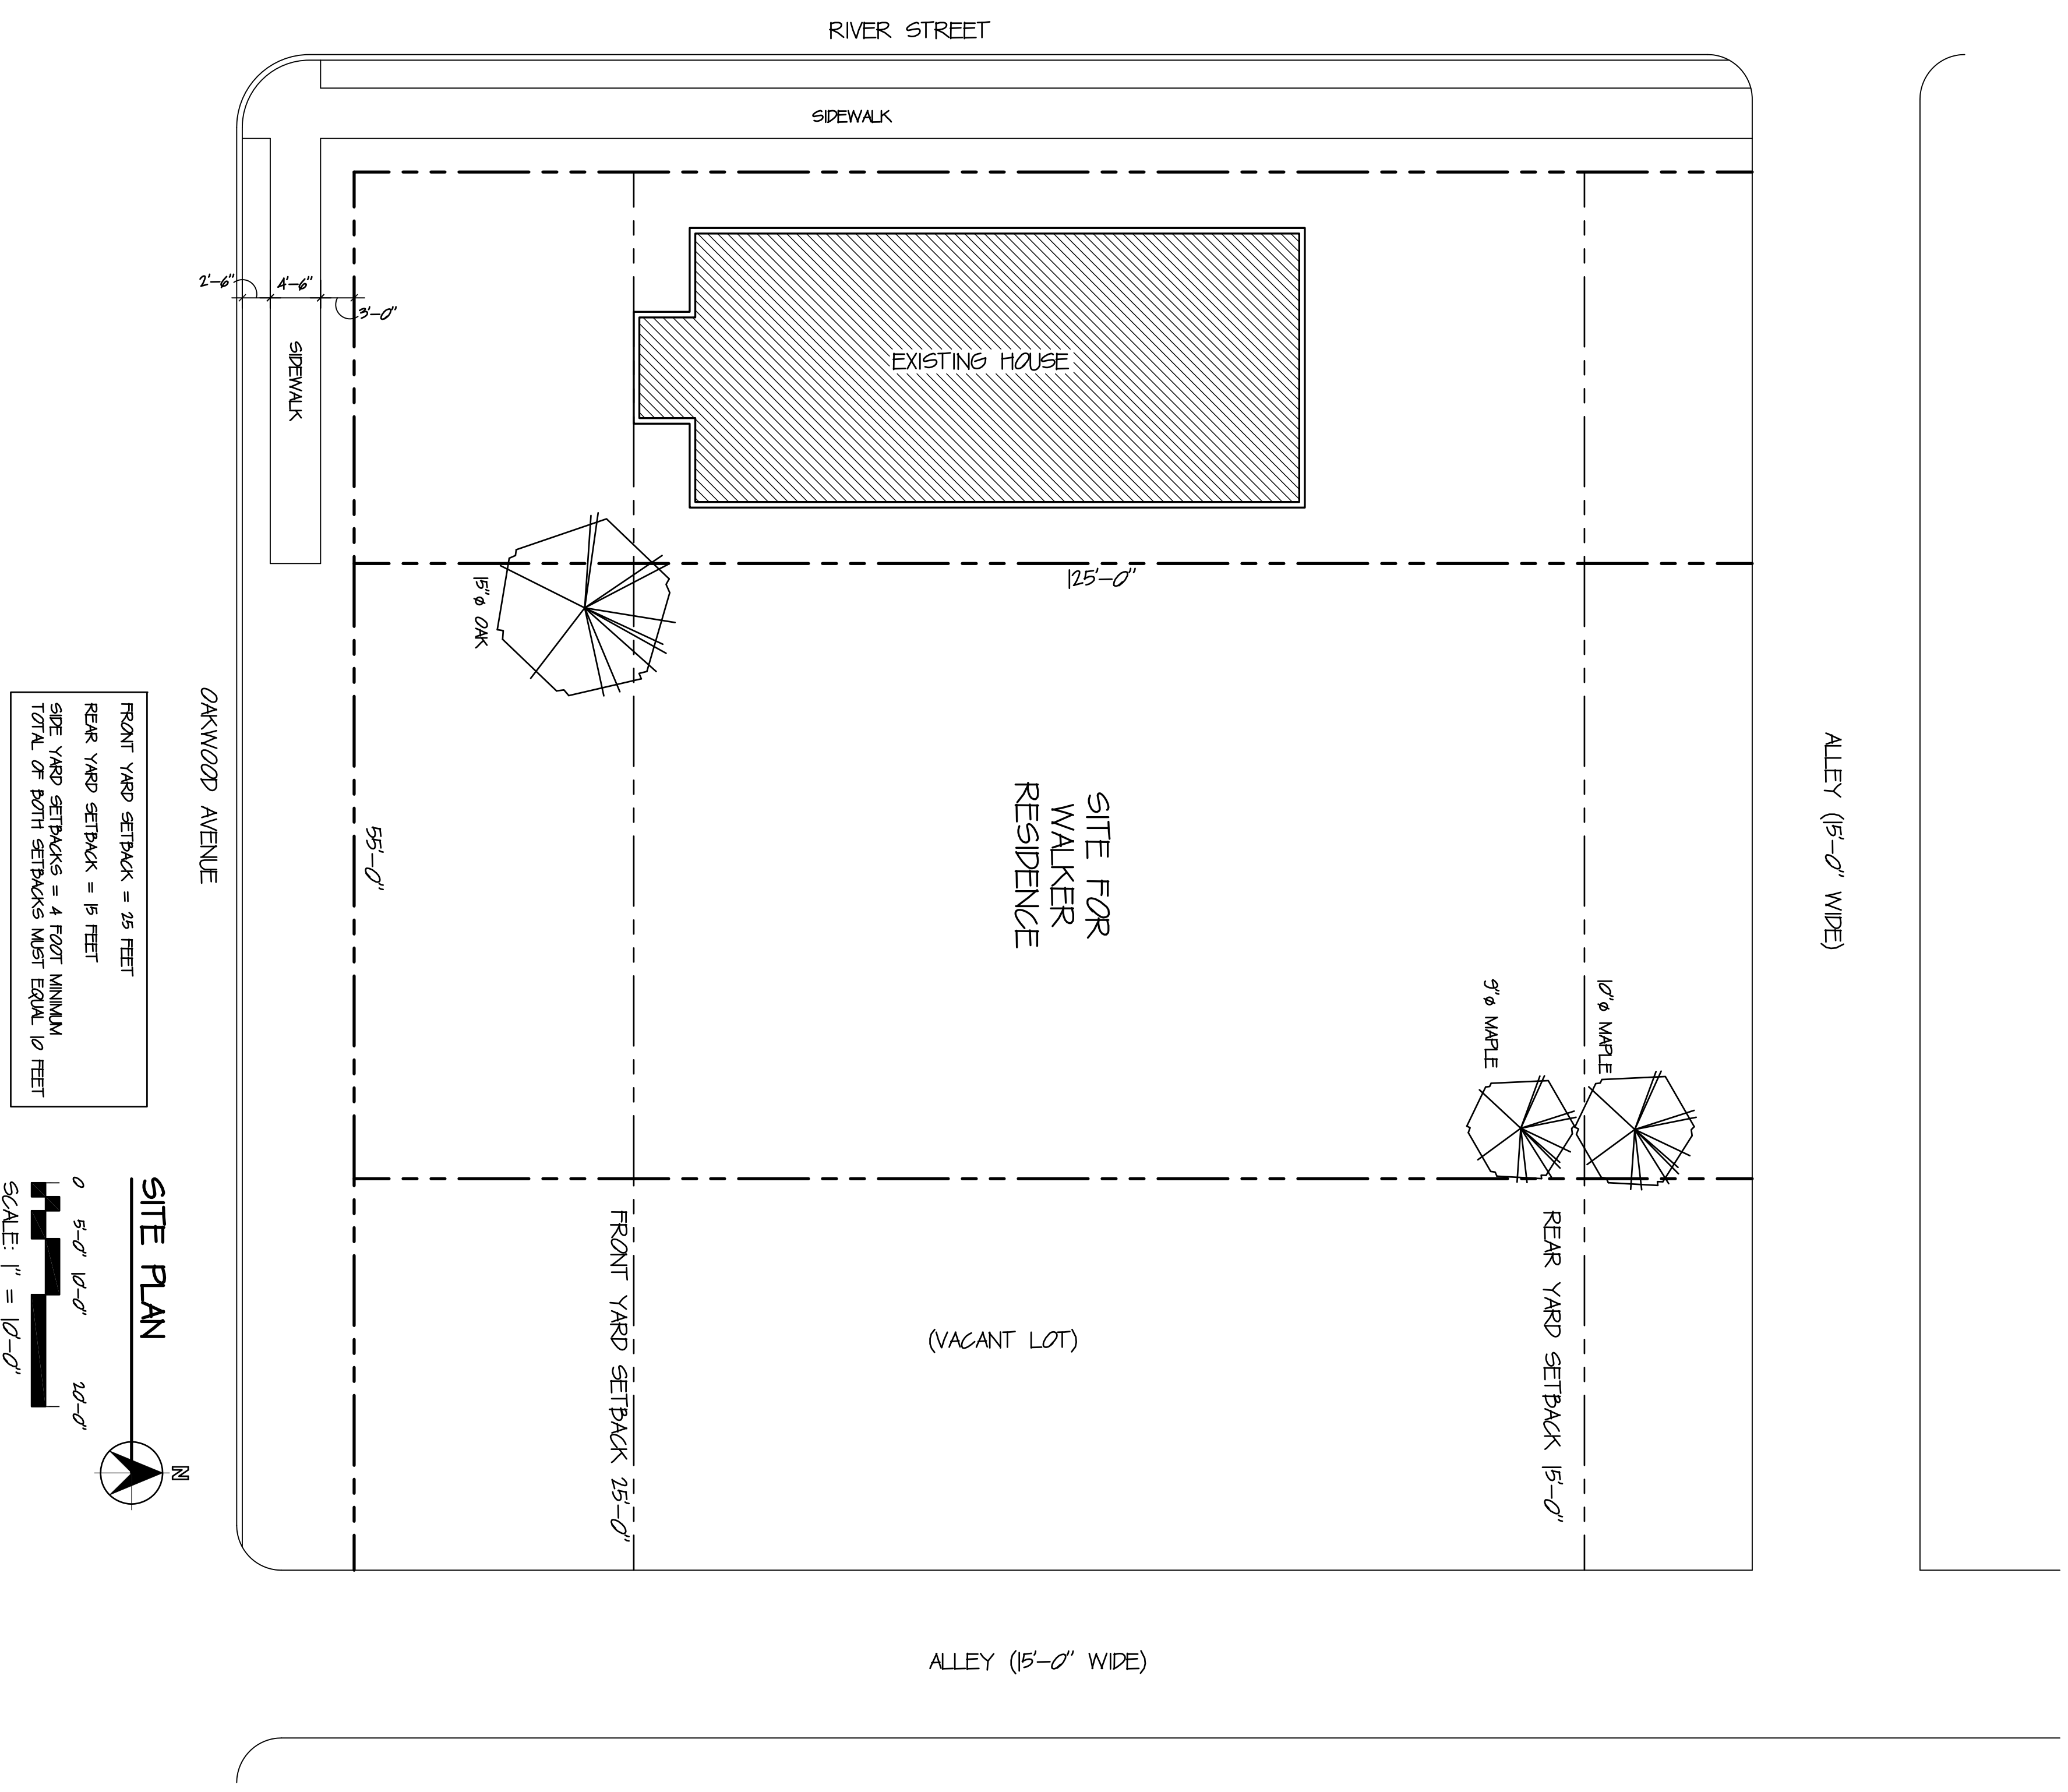 RIVER STREET
SIDEWALK
2'-6"
4'-6"
3'-0"
SIDEWALK
EXISTING HOUSE
15"ø OAK
125'-0"
OAKWOOD AVENUE
55'-0"
SITE FOR
WALKER
RESIDENCE
ALLEY (15'-0" WIDE)
9"ø MAPLE
10"ø MAPLE
FRONT YARD SETBACK = 25 FEET
REAR YARD SETBACK = 15 FEET
SIDE YARD SETBACKS = 4 FOOT MINIMUM
TOTAL OF BOTH SETBACKS MUST EQUAL 10 FEET
FRONT YARD SETBACK 25'-0"
(VACANT LOT)
REAR YARD SETBACK 15'-0"
SITE PLAN
N
0 5'-0" 10'-0" 20'-0"
SCALE: 1" = 10'-0"
ALLEY (15'-0" WIDE)